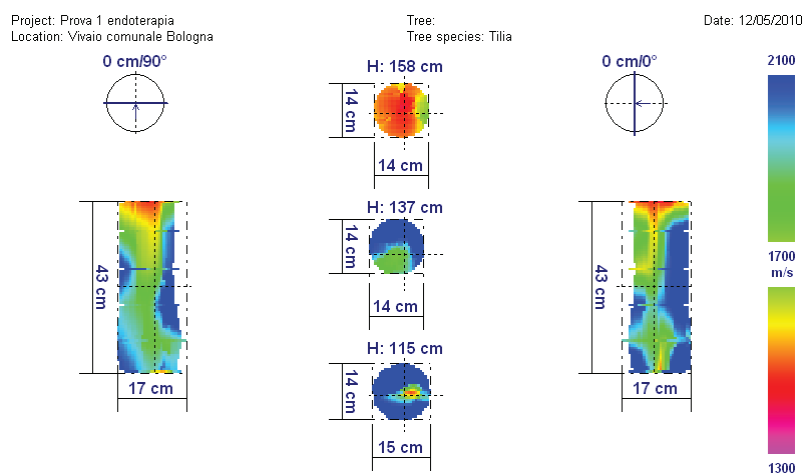 Project: Prova 1 endoterapia
Tree:
Date: 12/05/2010
Location: Vivaio comunale Bologna
Tree species: Tilia
0 cm/90°
H: 158 cm
0 cm/0°
2100
14 cm
14 cm
H: 137 cm
14 cm
14 cm
43 cm
43 cm
1700
m/s
H: 115 cm
14 cm
15 cm
17 cm
17 cm
1300